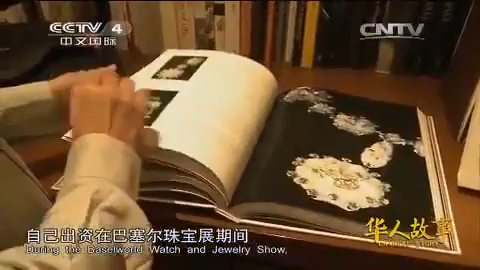 CCTV 4
中文国际
CNTV
华人故事
自己出资在巴塞尔珠宝展期间
During the Baselworld Watch and Jewelry Show,